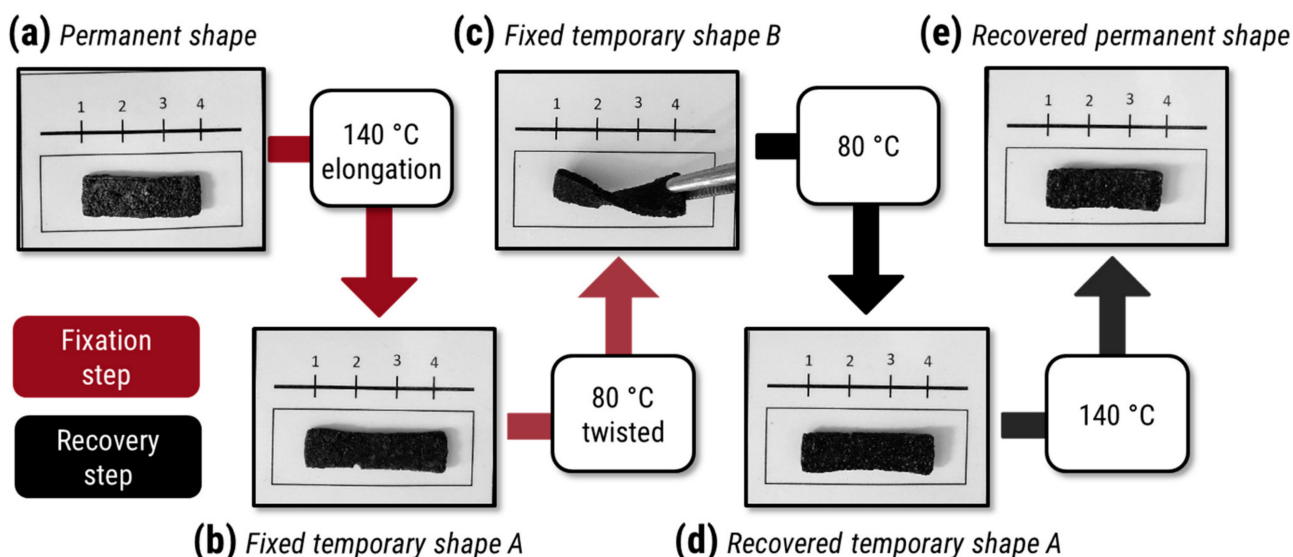 (a) Permanent shape
(c) Fixed temporary shape B
(e) Recovered permanent shape
1 2 3 4
140 °C
elongation
1 2 3 4
80 °C
1 2 3 4
Fixation
step
Recovery
step
1 2 3 4
80 °C
twisted
1 2 3 4
140 °C
(b) Fixed temporary shape A
(d) Recovered temporary shape A